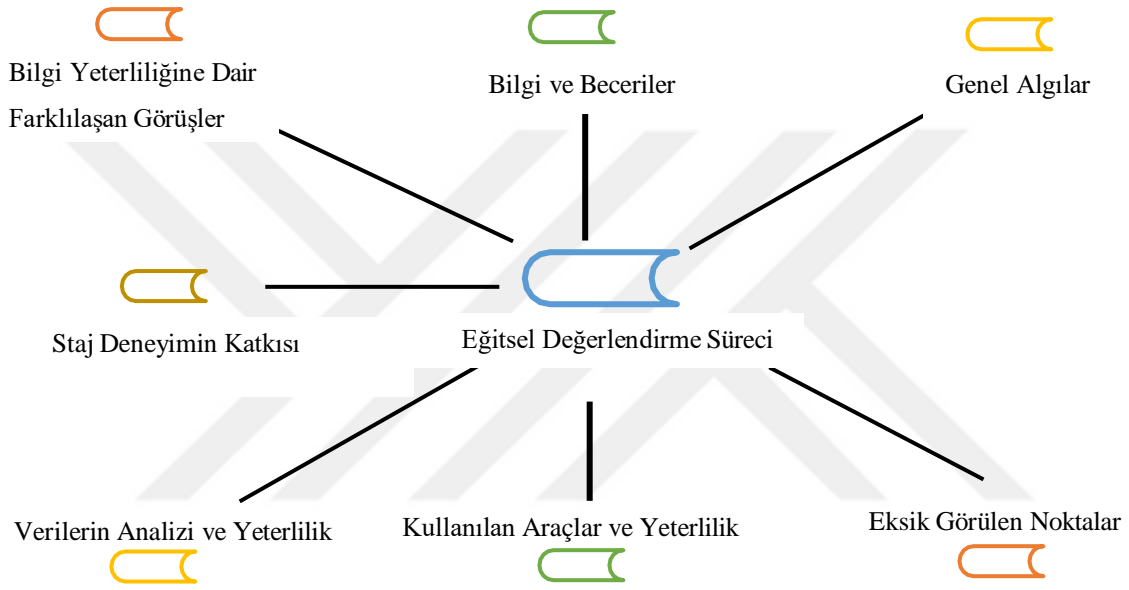 Bilgi Yeterliliğine Dair
Farklılaşan Görüşler
Bilgi ve Beceriler
Genel Algılar
Staj Deneyimin Katkısı
Eğitsel Değerlendirme Süreci
Verilerin Analizi ve Yeterlilik
Kullanılan Araçlar ve Yeterlilik
Eksik Görülen Noktalar